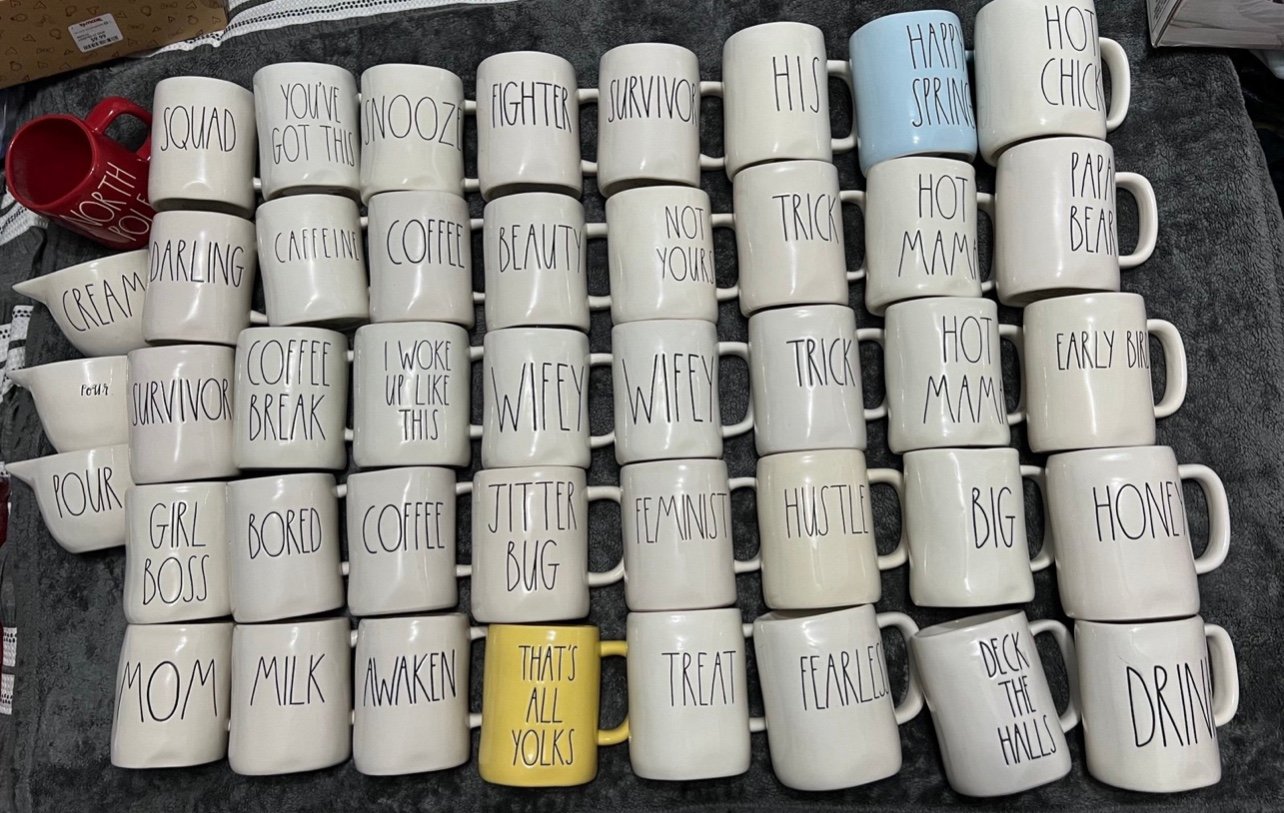 $9.99
SQUAD
YOU'VE
GOT THIS
SNOOZE
FIGHTER
SURVIVOR
HIS
HAPPY
SPRING
HOT
CHICK
NORTH
POLE
DARLING
CAFFEINE
COFFEE
BEAUTY
NOT
YOURS
TRICK
HOT
MAMA
PAPA
BEAR
CREAM
SURVIVOR
COFFEE
BREAK
I WOKE
UP LIKE
THIS
WIFEY
WIFEY
TRICK
HOT
MAMA
EARLY BIRD
POUR
POUR
GIRL
BOSS
BORED
COFFEE
JITTER
BUG
FEMINIST
HUSTLE
BIG
HONEY
MOM
MILK
AWAKEN
THAT'S
ALL
YOLKS
TREAT
FEARLESS
DECK
THE
HALLS
DRIN